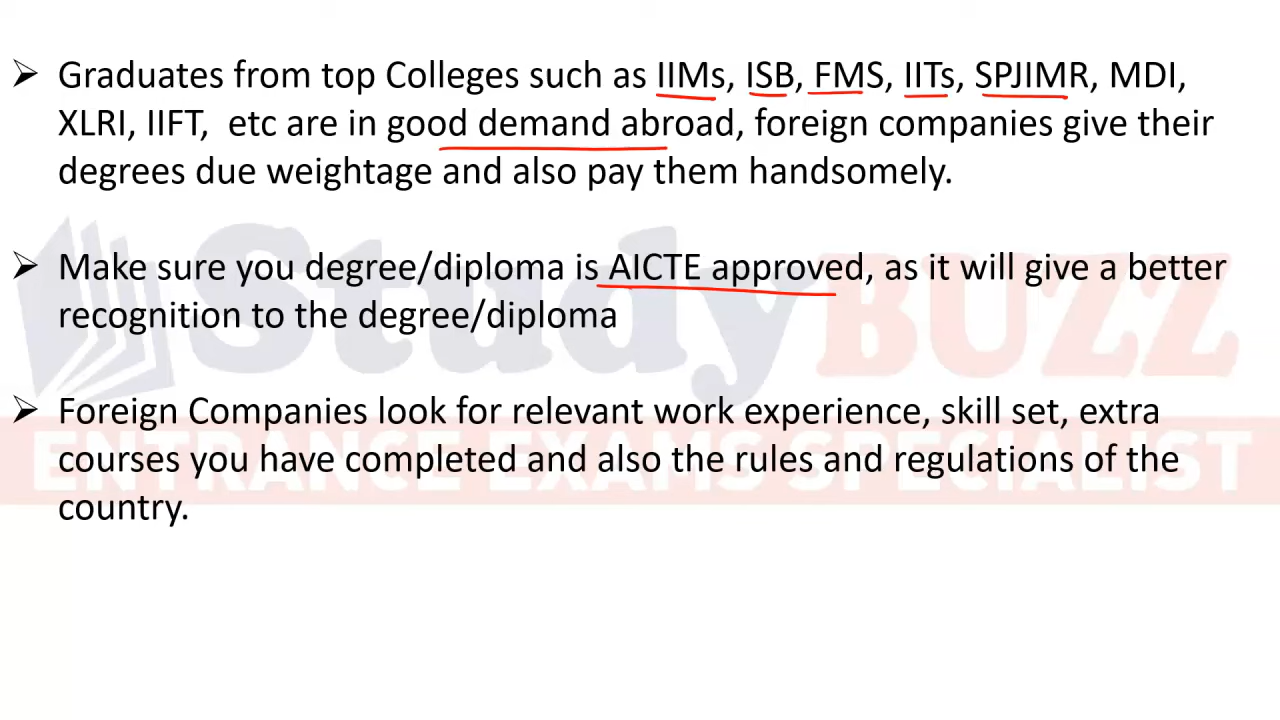 ➢ Graduates from top Colleges such as IIMs, ISB, FMS, IITs, SPJIMR, MDI,
XLRI, IIFT, etc are in good demand abroad, foreign companies give their
degrees due weightage and also pay them handsomely.
➢ Make sure you degree/diploma is AICTE approved, as it will give a better
recognition to the degree/diploma
➢ Foreign Companies look for relevant work experience, skill set, extra
courses you have completed and also the rules and regulations of the
country.
StudyBUZZ
ENTRANCE EXAMS SPECIALIST